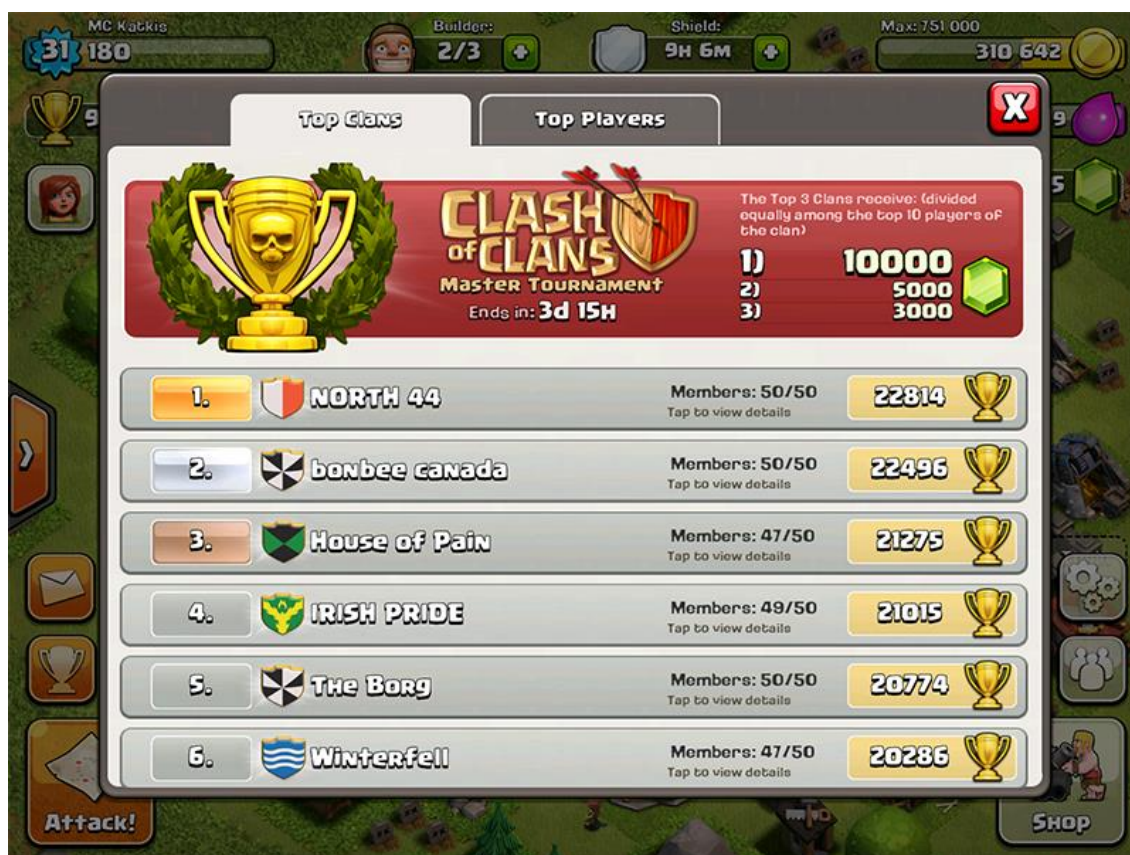 MC Katkis
31 180
Builder:
2/3
Shield:
9H 6M
Max: 751 000
310 642
9
9
5
Top Clans
Top Players
X
CLASH
of CLANS
Master Tournament
Ends in: 3d 15H
The Top 3 Clans receive: (divided
equally among the top 10 players of
the clan)
1) 10000
2) 5000
3) 3000
1. NORTH 44 Members: 50/50 22814
Tap to view details
2. bonbee canada Members: 50/50 22496
Tap to view details
3. House of Pain Members: 47/50 21275
Tap to view details
4. IRISH PRIDE Members: 49/50 21015
Tap to view details
5. The Borg Members: 50/50 20774
Tap to view details
6. Winterfell Members: 47/50 20286
Tap to view details
Attack!
Shop